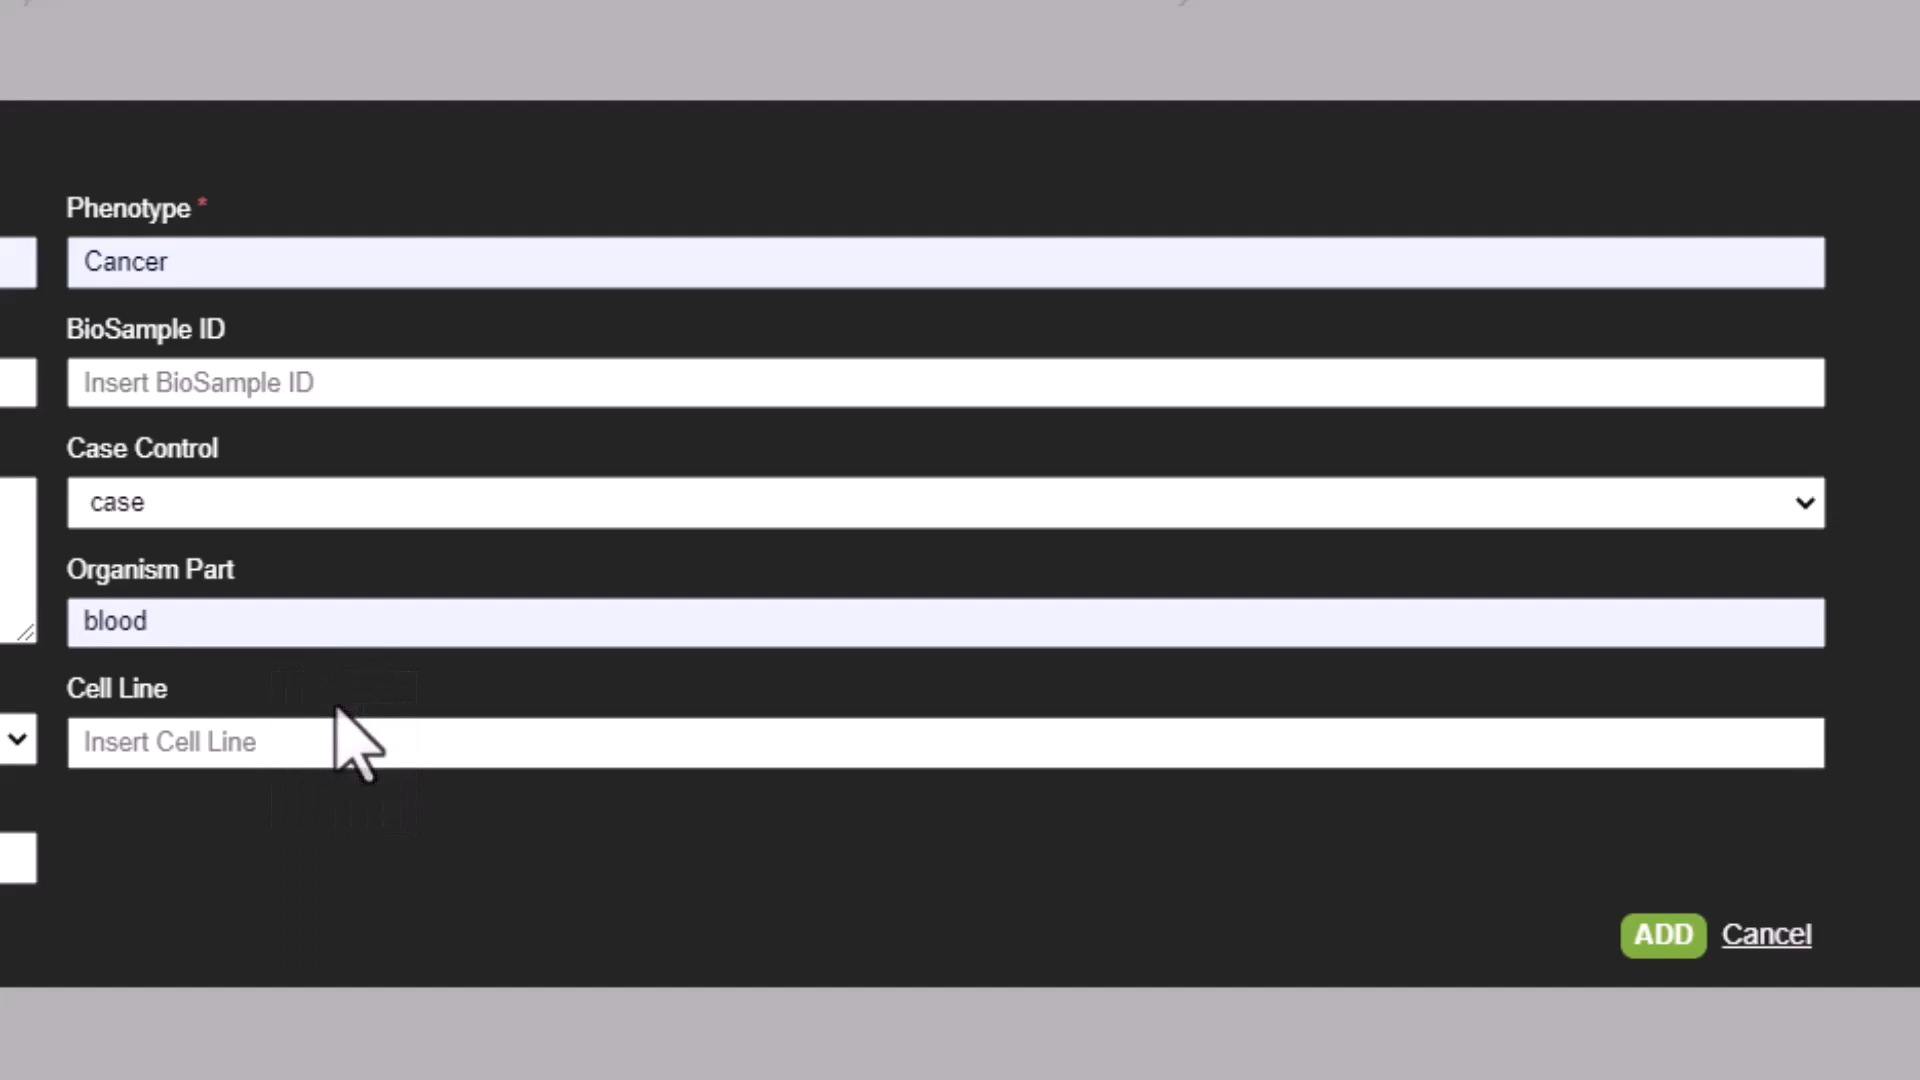 Phenotype *
Cancer
BioSample ID
Insert BioSample ID
Case Control
case
Organism Part
blood
Cell Line
Insert Cell Line
ADD Cancel